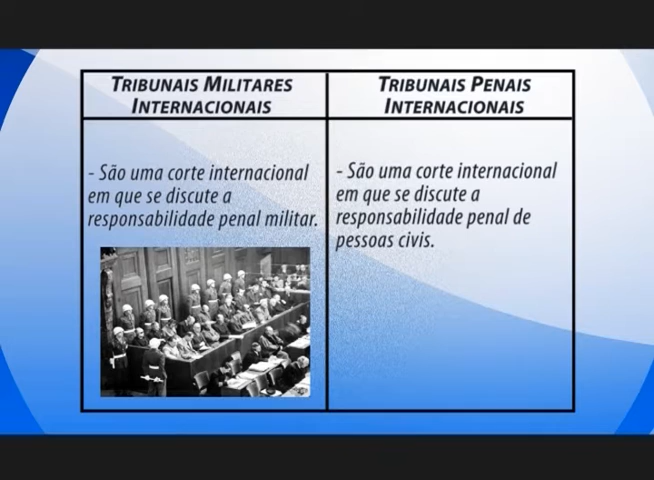 TRIBUNAIS MILITARES
INTERNACIONAIS
- São uma corte internacional
em que se discute a
responsabilidade penal militar.
TRIBUNAIS PENAIS
INTERNACIONAIS
- São uma corte internacional
em que se discute a
responsabilidade penal de
pessoas civis.